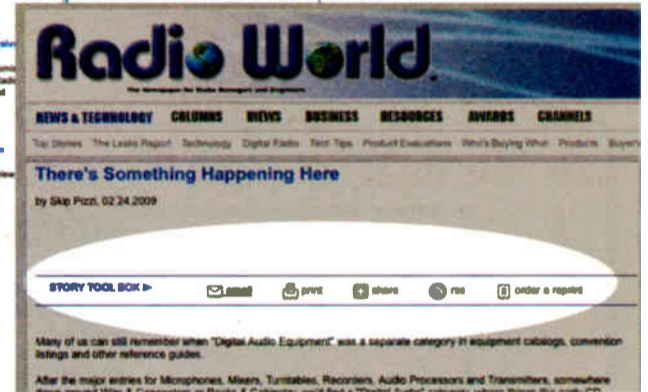 Radio World.
The Newspaper for Radio Managers and Engineers
NEWS & TECHNOLOGY COLUMNS VIEWS BUSINESS RESOURCES AWARDS CHANNELS
Top Stories The Leslie Report Technology Digital Radio Tech Tips Product Evaluations Who's Buying What Products Buyer's
There's Something Happening Here
by Skip Pizzi, 02.24.2009
STORY TOOL BOX email print share rss order a reprint
Many of us can still remember when "Digital Audio Equipment" was a separate category in equipment catalogs, convention
listings and other reference guides.
After the major entries for Microphones, Mixers, Turntables, Recorders, Audio Processors and Transmitters, somewhere